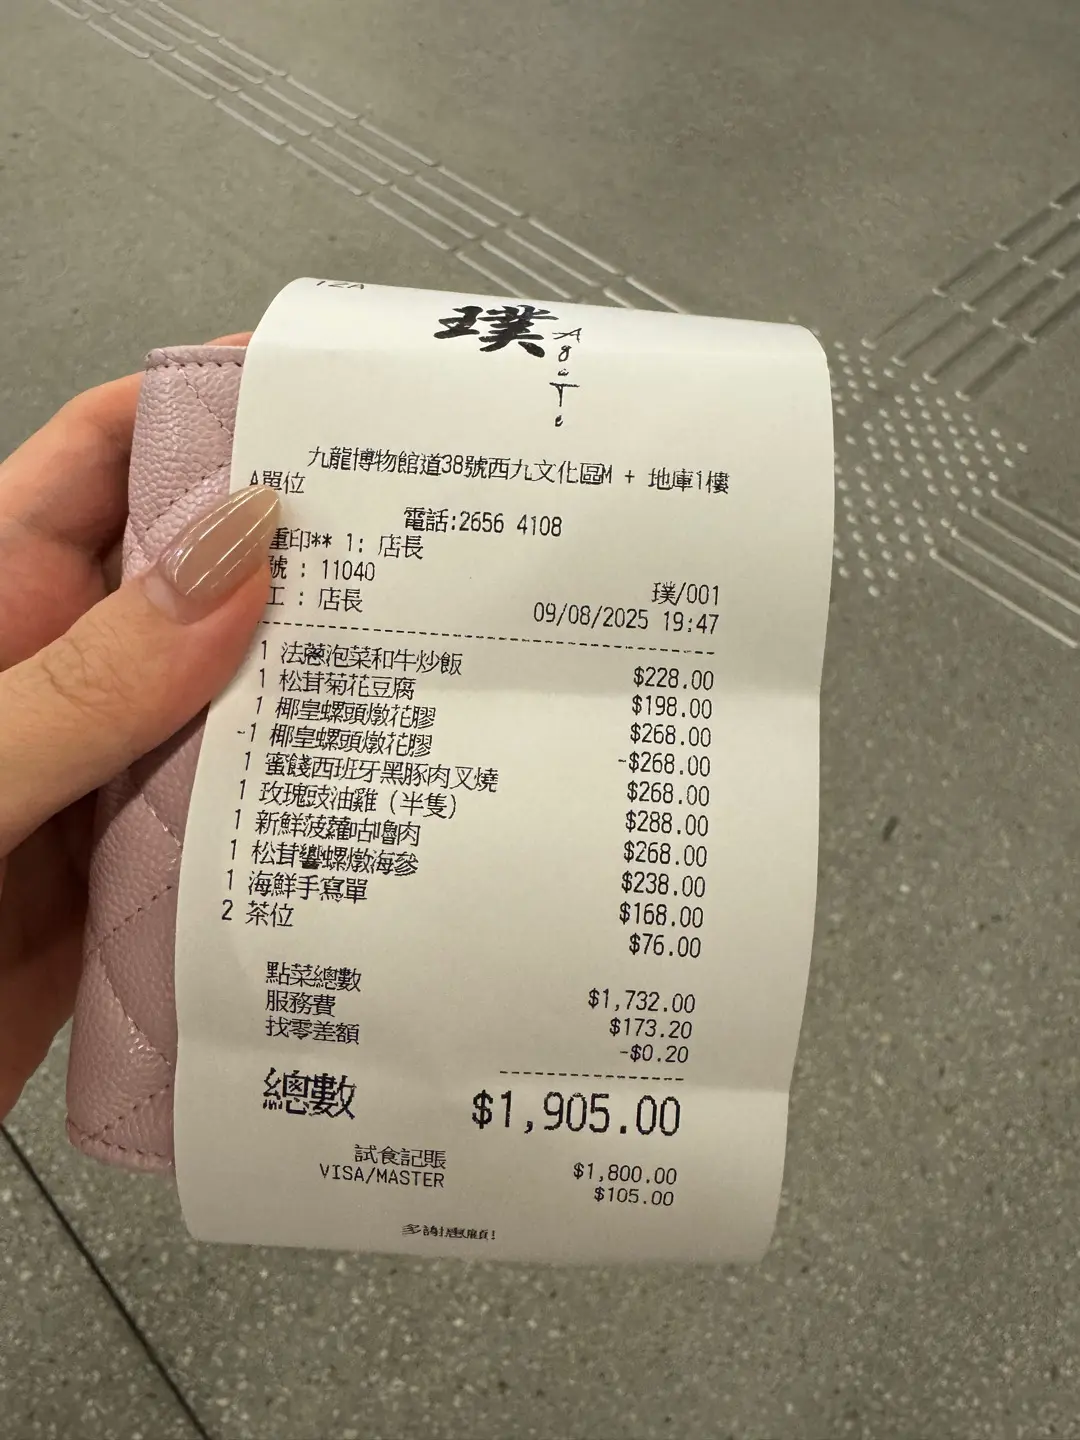 12A
璞 Agate
九龍博物館道38號西九文化區M + 地庫1樓
A單位
電話:2656 4108
重印** 1: 店長
號 : 11040 璞/001
工 : 店長 09/08/2025 19:47
1 法蔥泡菜和牛炒飯 $228.00
1 松茸菊花豆腐 $198.00
1 椰皇螺頭燉花膠 $268.00
-1 椰皇螺頭燉花膠 -$268.00
1 蜜餞西班牙黑豚肉叉燒 $268.00
1 玫瑰豉油雞 (半隻) $288.00
1 新鮮菠蘿咕嚕肉 $268.00
1 松茸響螺燉海參 $238.00
1 海鮮手寫單 $168.00
2 茶位 $76.00
點菜總數 $1,732.00
服務費 $173.20
找零差額 -$0.20
總數 $1,905.00
試食記賬 $1,800.00
VISA/MASTER $105.00
多謝惠顧!